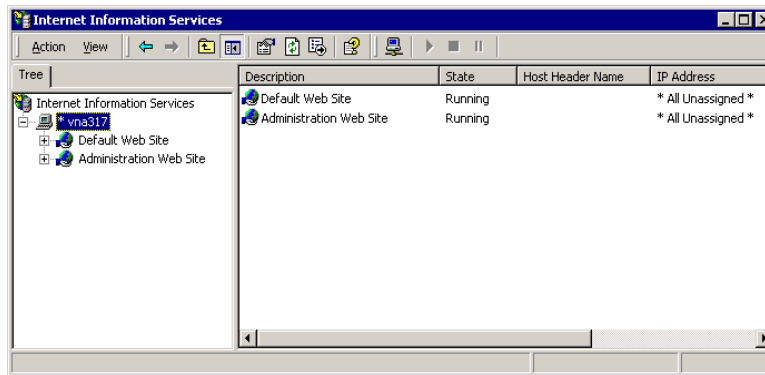 Internet Information Services
Action View
Tree
Description State Host Header Name IP Address
Internet Information Services
* vna317
Default Web Site
Administration Web Site
Default Web Site Running * All Unassigned *
Administration Web Site Running * All Unassigned *